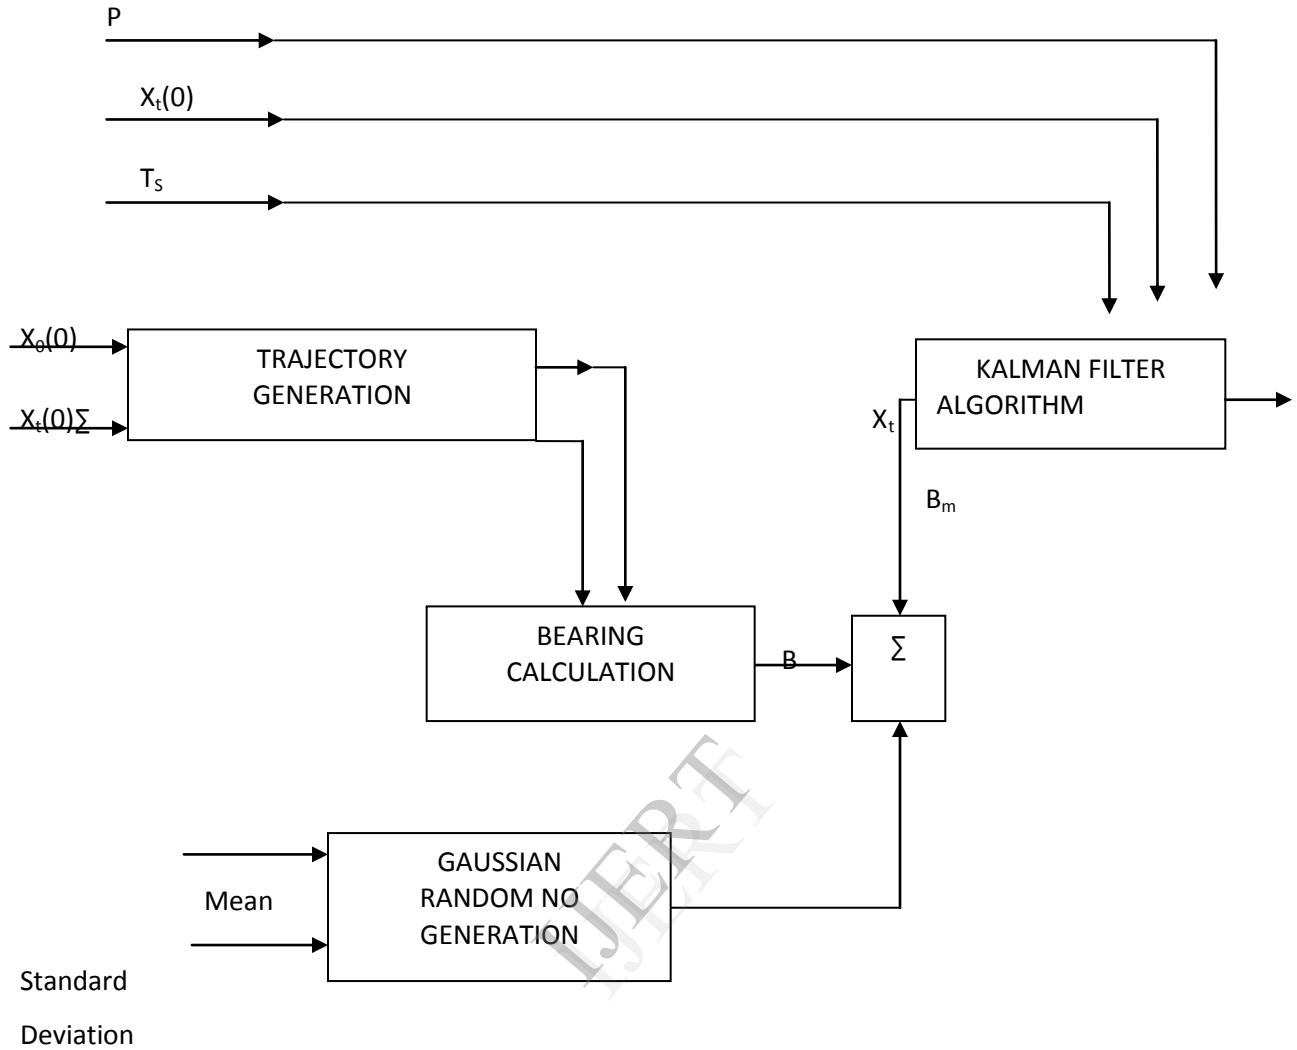 P
Xₜ(0)
Tₛ
X₀(0)
Xₜ(0)Σ
TRAJECTORY
GENERATION
KALMAN FILTER
ALGORITHM
Xₜ
Bₘ
BEARING
CALCULATION
B
Σ
GAUSSIAN
RANDOM NO
GENERATION
Mean
Standard
Deviation
IJERT